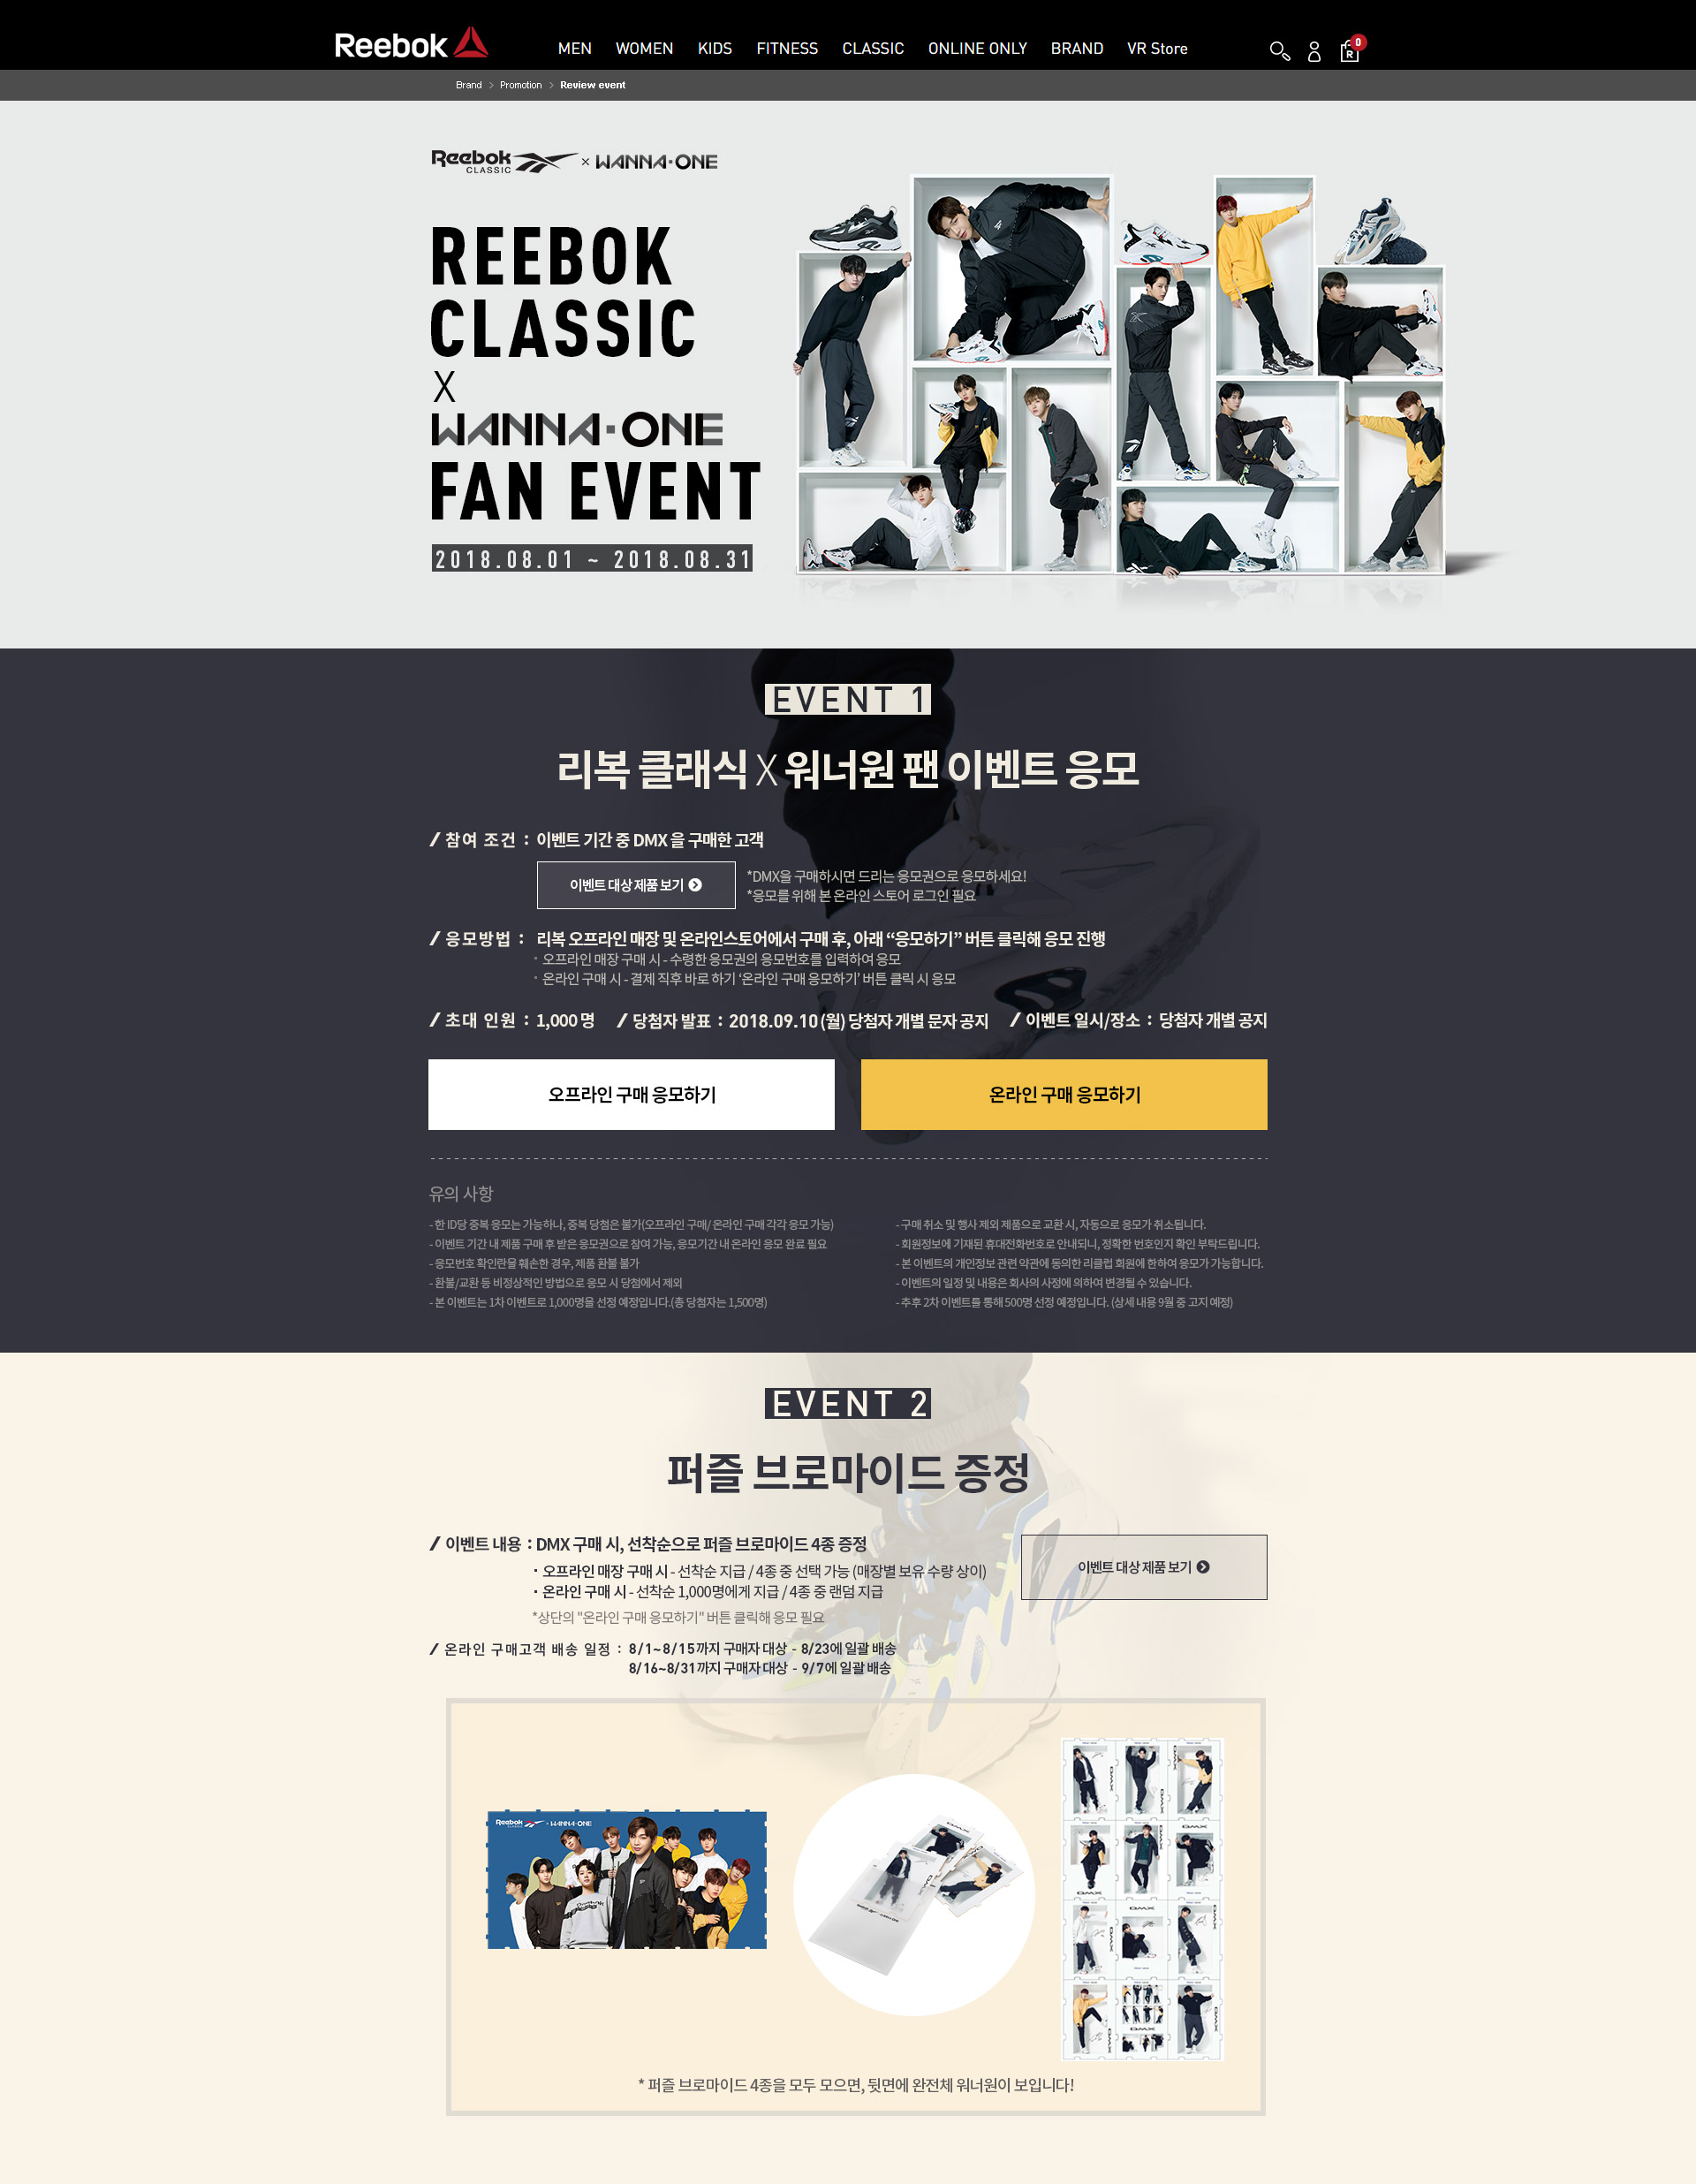 Reebok
MEN WOMEN KIDS FITNESS CLASSIC ONLINE ONLY BRAND VR Store
R 0
Brand > Promotion > Review event
Reebok CLASSIC × WANNA·ONE
REEBOK
CLASSIC
X
WANNA·ONE
FAN EVENT
2018.08.01 ~ 2018.08.31
EVENT 1
리복 클래식 X 워너원 팬 이벤트 응모
/ 참여 조건 : 이벤트 기간 중 DMX 을 구매한 고객
이벤트 대상 제품 보기
*DMX을 구매하시면 드리는 응모권으로 응모하세요!
*응모를 위해 본 온라인 스토어 로그인 필요
/ 응모방법 : 리복 오프라인 매장 및 온라인스토어에서 구매 후, 아래 “응모하기” 버튼 클릭해 응모 진행
· 오프라인 매장 구매 시 - 수령한 응모권의 응모번호를 입력하여 응모
· 온라인 구매 시 - 결제 직후 바로 하기 ‘온라인 구매 응모하기’ 버튼 클릭 시 응모
/ 초대 인원 : 1,000 명 / 당첨자 발표 : 2018.09.10 (월) 당첨자 개별 문자 공지 / 이벤트 일시/장소 : 당첨자 개별 공지
오프라인 구매 응모하기
온라인 구매 응모하기
유의 사항
- 한 ID당 중복 응모는 가능하나, 중복 당첨은 불가(오프라인 구매/ 온라인 구매 각각 응모 가능)
- 이벤트 기간 내 제품 구매 후 받은 응모권으로 참여 가능, 응모기간 내 온라인 응모 완료 필요
- 응모번호 확인란을 훼손한 경우, 제품 환불 불가
- 환불/교환 등 비정상적인 방법으로 응모 시 당첨에서 제외
- 본 이벤트는 1차 이벤트로 1,000명을 선정 예정입니다.(총 당첨자는 1,500명)
- 구매 취소 및 행사 제외 제품으로 교환 시, 자동으로 응모가 취소됩니다.
- 회원정보에 기재된 휴대전화번호로 안내되니, 정확한 번호인지 확인 부탁드립니다.
- 본 이벤트의 개인정보 관련 약관에 동의한 리클럽 회원에 한하여 응모가 가능합니다.
- 이벤트의 일정 및 내용은 회사의 사정에 의하여 변경될 수 있습니다.
- 추후 2차 이벤트를 통해 500명 선정 예정입니다. (상세 내용 9월 중 고지 예정)
EVENT 2
퍼즐 브로마이드 증정
/ 이벤트 내용 : DMX 구매 시, 선착순으로 퍼즐 브로마이드 4종 증정
· 오프라인 매장 구매 시 - 선착순 지급 / 4종 중 선택 가능 (매장별 보유 수량 상이)
· 온라인 구매 시 - 선착순 1,000명에게 지급 / 4종 중 랜덤 지급
*상단의 "온라인 구매 응모하기" 버튼 클릭해 응모 필요
이벤트 대상 제품 보기
/ 온라인 구매고객 배송 일정 : 8/1~8/15까지 구매자 대상 - 8/23에 일괄 배송
8/16~8/31까지 구매자 대상 - 9/7에 일괄 배송
Reebok CLASSIC × WANNA·ONE
* 퍼즐 브로마이드 4종을 모두 모으면, 뒷면에 완전체 워너원이 보입니다!